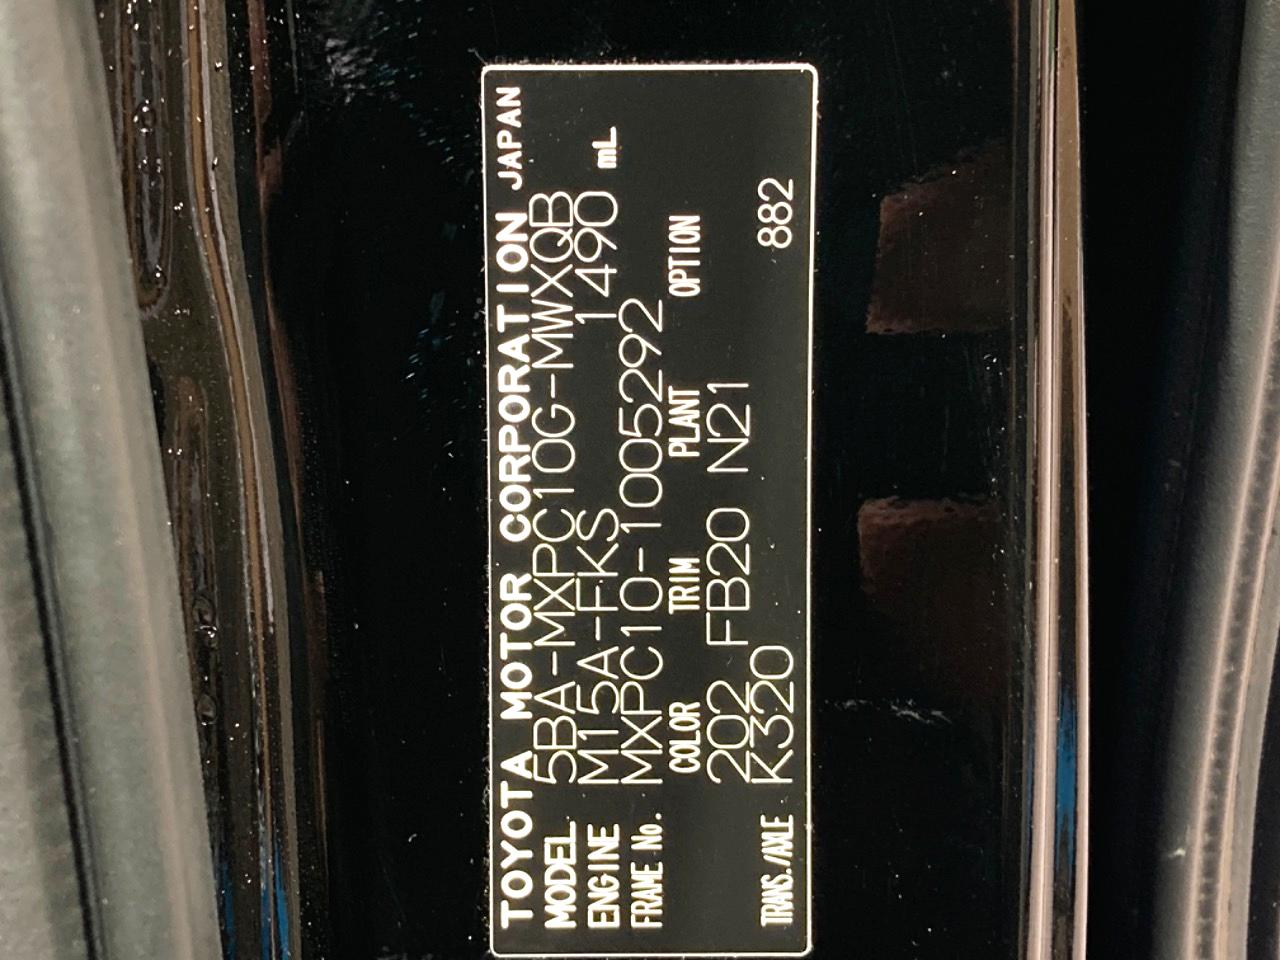 TOYOTA MOTOR CORPORATION JAPAN
MODEL 5BA-MXPC10G-MWXQB
ENGINE M15A-FKS 1490 mL
FRAME No. MXPC10-1005292
COLOR TRIM PLANT OPTION
202 FB20 N21
TRANS./AXLE K320 882